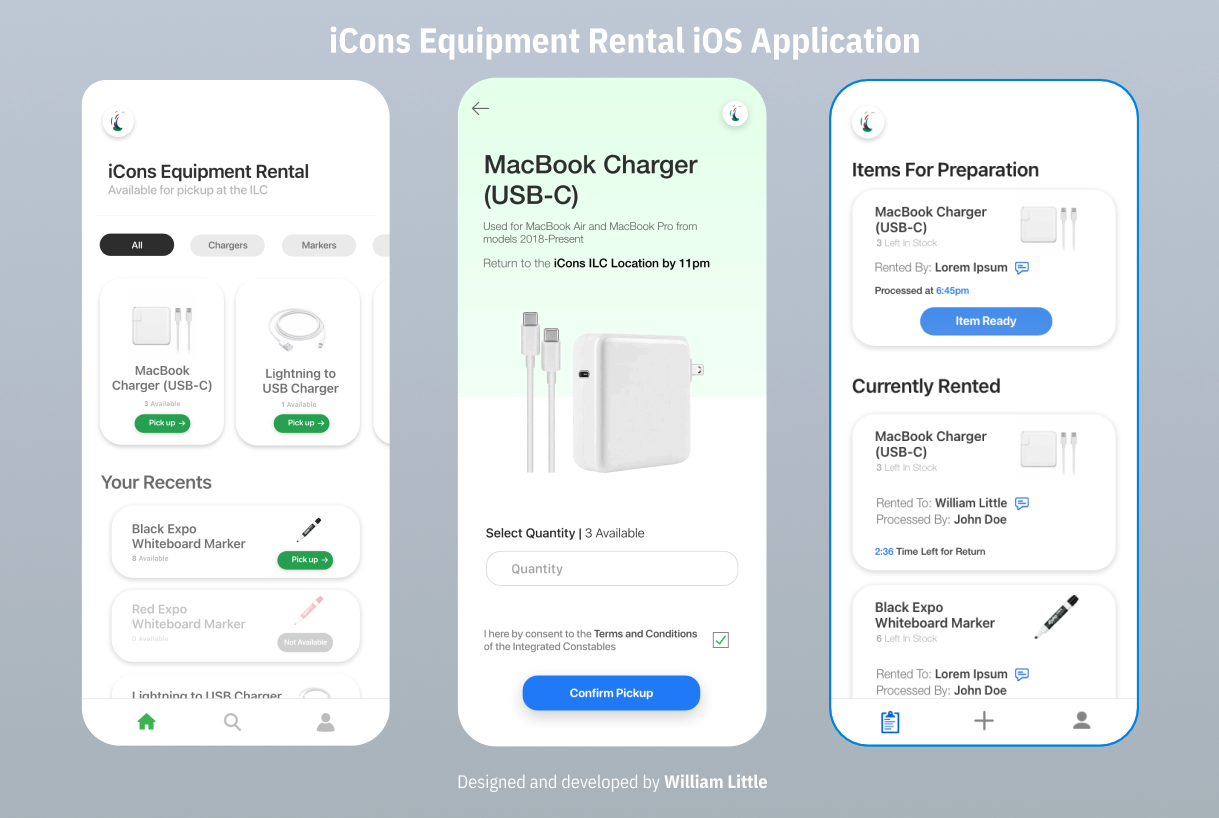 iCons Equipment Rental iOS Application
iCons Equipment Rental
Available for pickup at the ILC
All
Chargers
Markers
MacBook
Charger (USB-C)
3 Available
Pick up →
Lightning to
USB Charger
1 Available
Pick up →
Your Recents
Black Expo
Whiteboard Marker
6 Available
Pick up →
Red Expo
Whiteboard Marker
0 Available
Not Available
Lightning to USB Charger
MacBook Charger
(USB-C)
Used for MacBook Air and MacBook Pro from
models 2018-Present
Return to the iCons ILC Location by 11pm
Select Quantity | 3 Available
Quantity
I here by consent to the Terms and Conditions
of the Integrated Constables
Confirm Pickup
Items For Preparation
MacBook Charger
(USB-C)
3 Left In Stock
Rented By: Lorem Ipsum
Processed at 6:45pm
Item Ready
Currently Rented
MacBook Charger
(USB-C)
3 Left In Stock
Rented To: William Little
Processed By: John Doe
2:36 Time Left for Return
Black Expo
Whiteboard Marker
6 Left In Stock
Rented To: Lorem Ipsum
Processed By: John Doe
Designed and developed by William Little